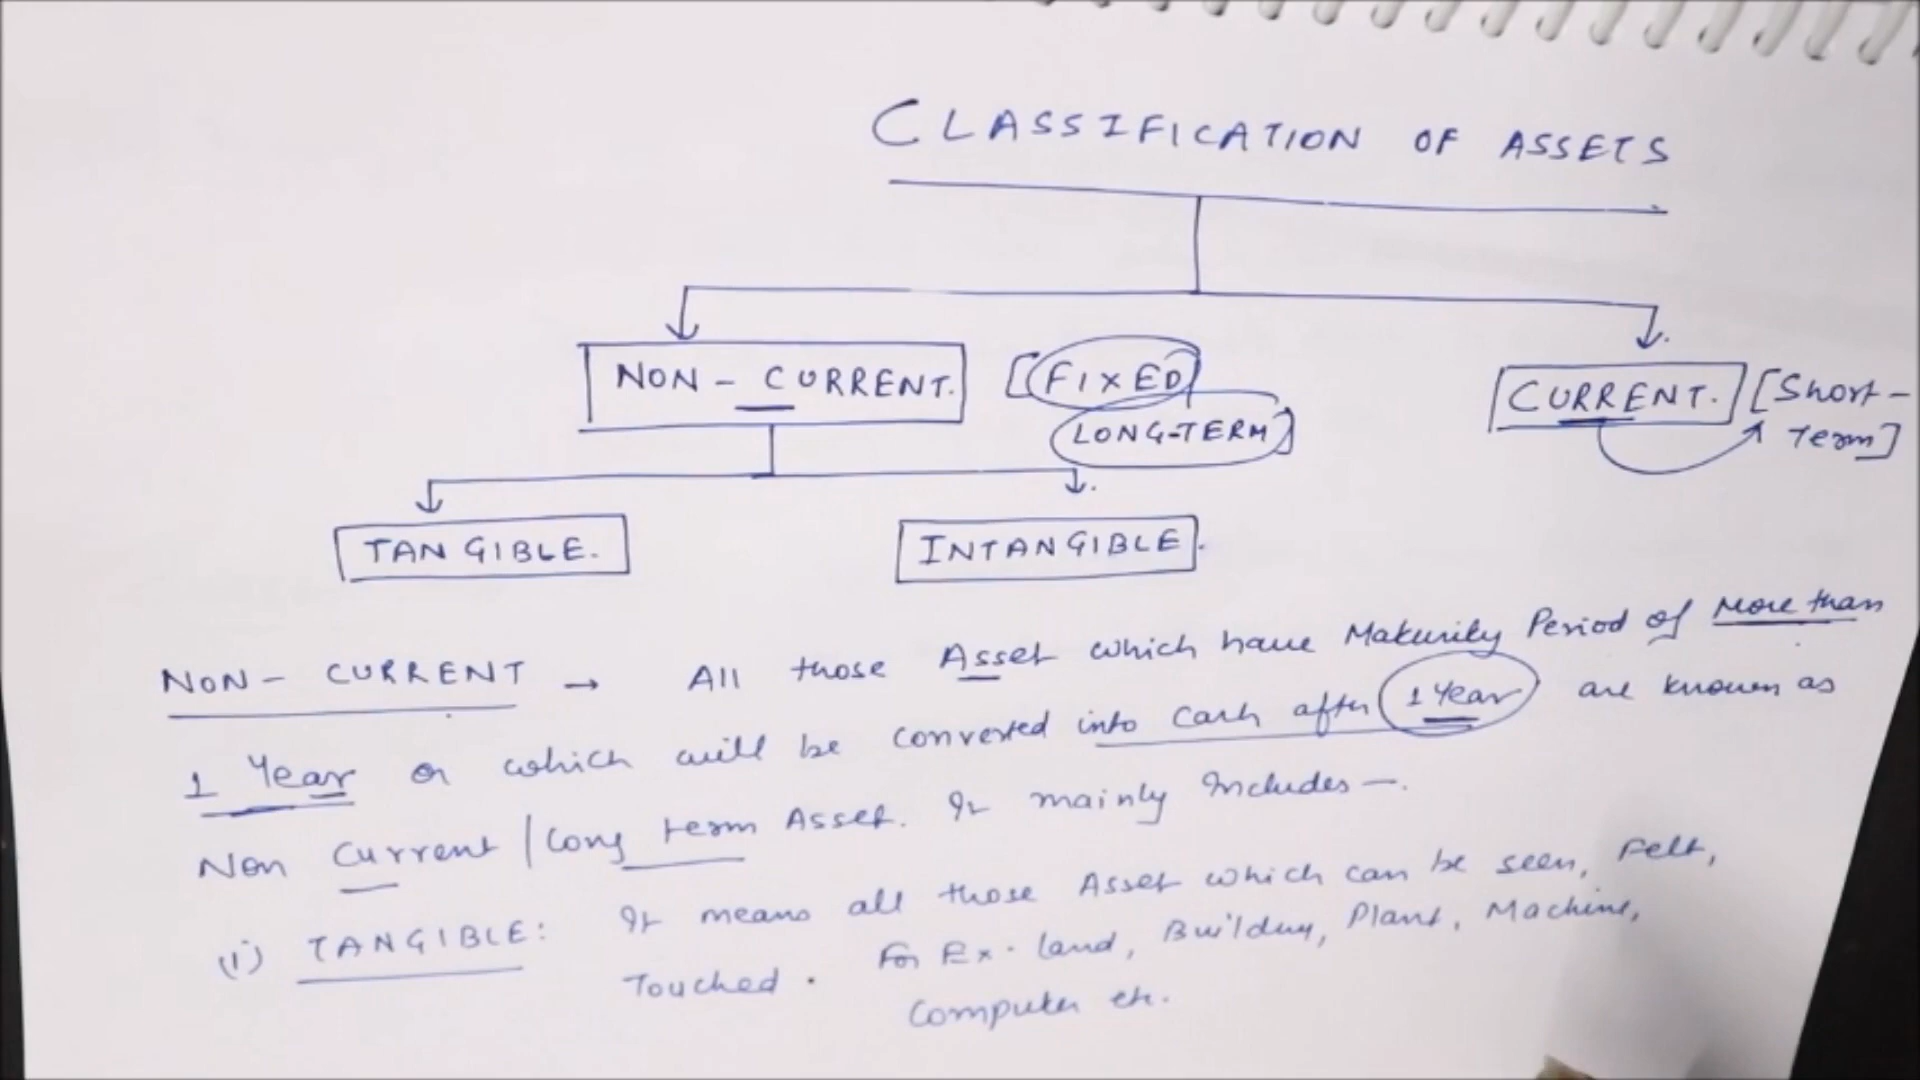 CLASSIFICATION OF ASSETS
NON-CURRENT. [FIXED
LONG-TERM]
CURRENT. [Short-
Term]
TANGIBLE.
INTANGIBLE.
NON-CURRENT → All those Asset which have Maturity Period of More than
1 Year or which will be converted into Cash after 1 Year are known as
Non Current/Long term Asset. It mainly Includes —.
(i) TANGIBLE: It means all those Asset which can be seen, Felt,
Touched. For Ex. land, Building, Plant, Machine,
Computer etc.